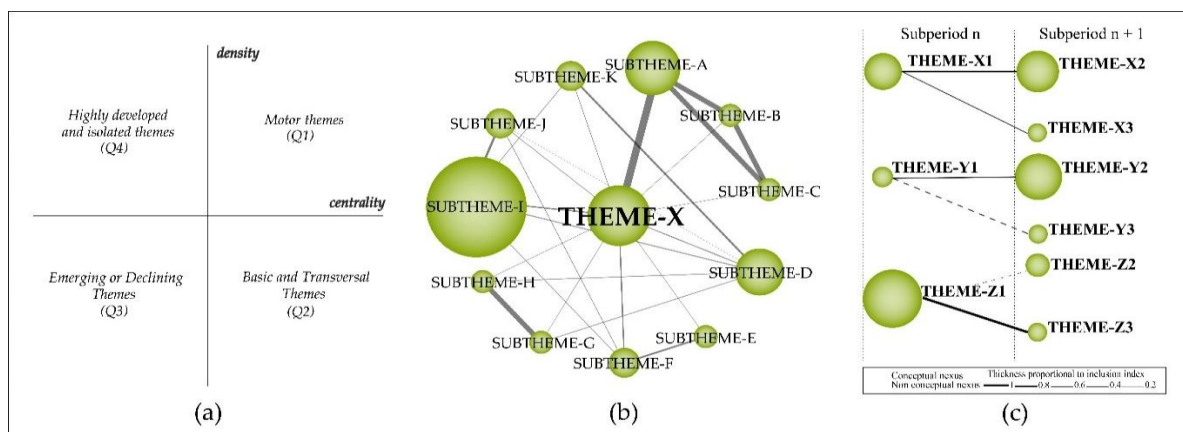 density
Highly developed
and isolated themes
(Q4)
Motor themes
(Q1)
centrality
Emerging or Declining
Themes
(Q3)
Basic and Transversal
Themes
(Q2)
(a)
SUBTHEME-A
SUBTHEME-K
SUBTHEME-B
SUBTHEME-J
SUBTHEME-C
SUBTHEME-I
THEME-X
SUBTHEME-D
SUBTHEME-H
SUBTHEME-G
SUBTHEME-E
SUBTHEME-F
(b)
Subperiod n
Subperiod n + 1
THEME-X1
THEME-X2
THEME-X3
THEME-Y1
THEME-Y2
THEME-Y3
THEME-Z2
THEME-Z1
THEME-Z3
Conceptual nexus
Thickness proportional to inclusion index
Non conceptual nexus
1
0.8
0.6
0.4
0.2
(c)